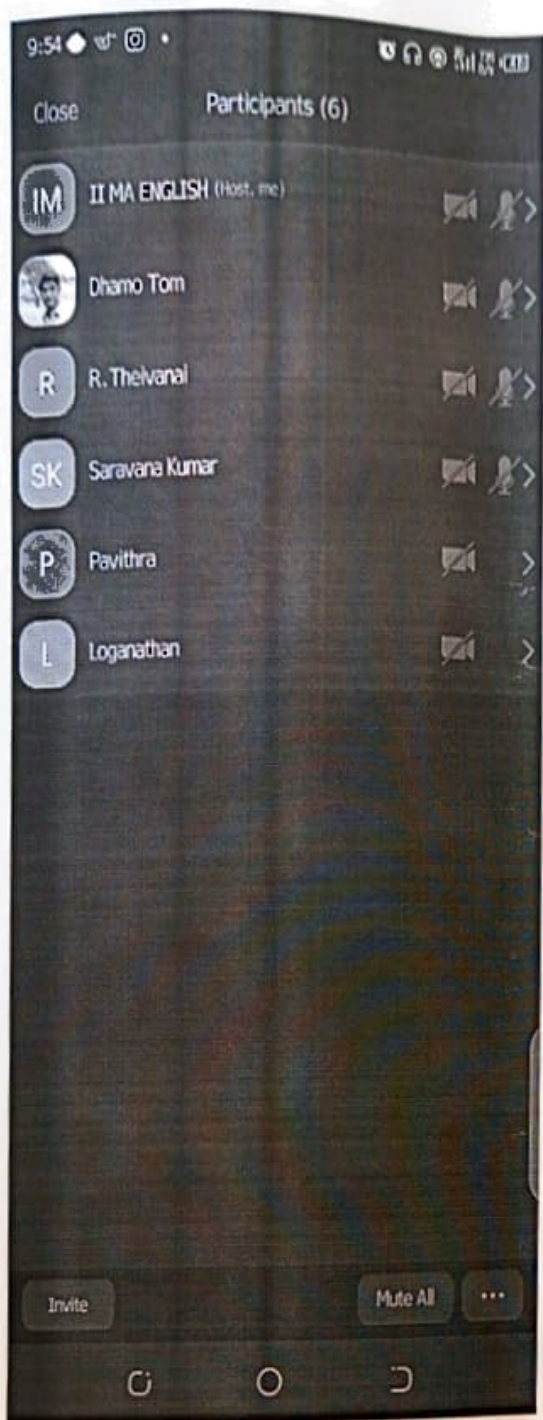 9:54
Close Participants (6)
IM II MA ENGLISH (Host, me)
Dhamo Tom
R R. Theivanai
SK Saravana Kumar
P Pavithra
L Loganathan
Invite Mute All ...